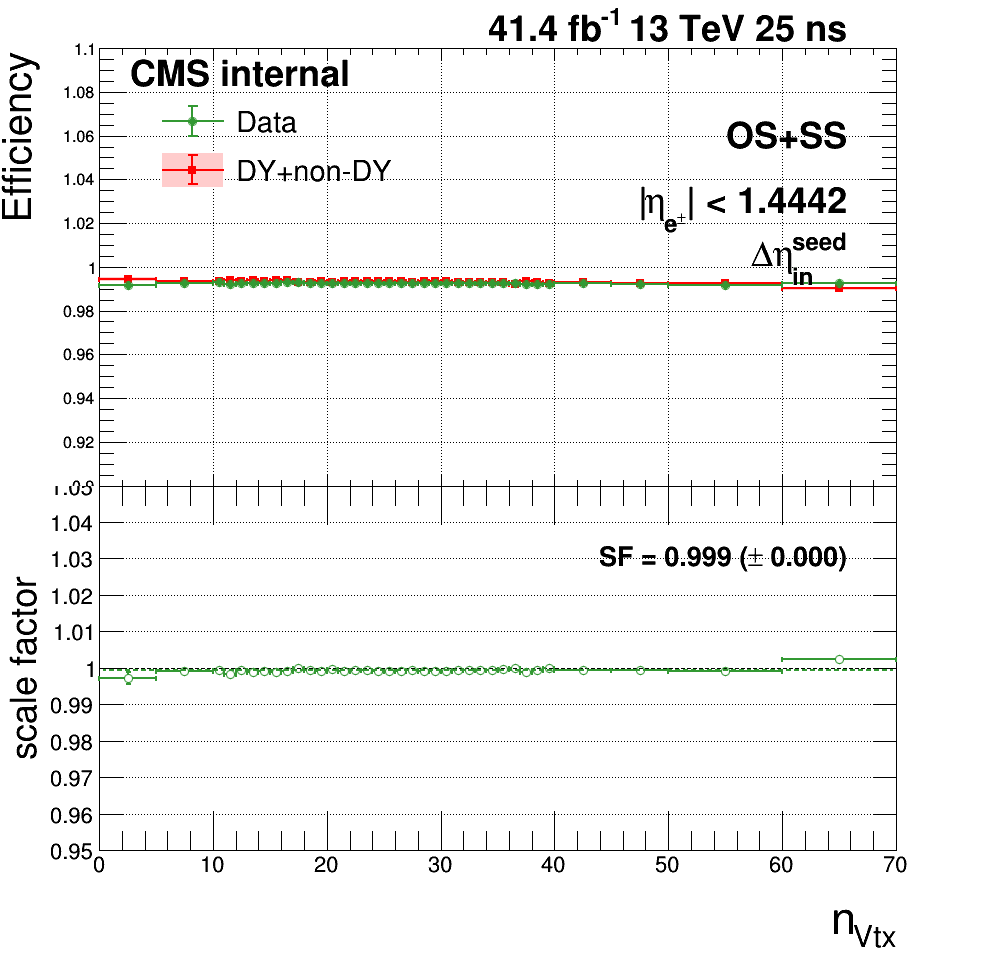 41.4 fb-1 13 TeV 25 ns
Efficiency
1.1
1.08
1.06
1.04
1.02
1
0.98
0.96
0.94
0.92
CMS internal
Data
DY+non-DY
OS+SS
|ηe±| < 1.4442
Δηinseed
scale factor
1.04
1.03
1.02
1.01
1
0.99
0.98
0.97
0.96
0.95
SF = 0.999 (± 0.000)
0 10 20 30 40 50 60 70
nVtx